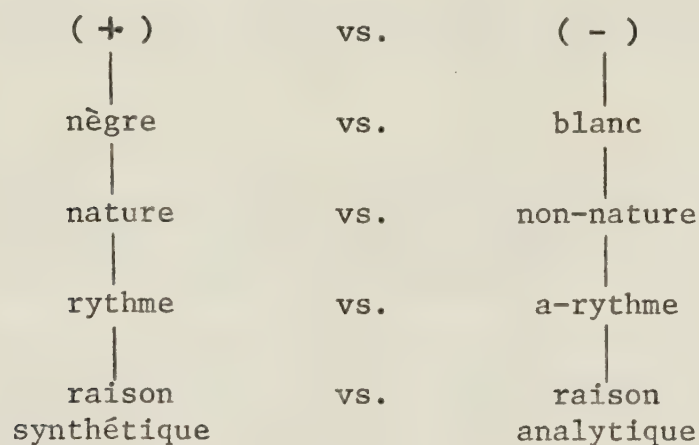 ( + ) vs. ( - )
nègre vs. blanc
nature vs. non-nature
rythme vs. a-rythme
raison vs. raison
synthétique analytique